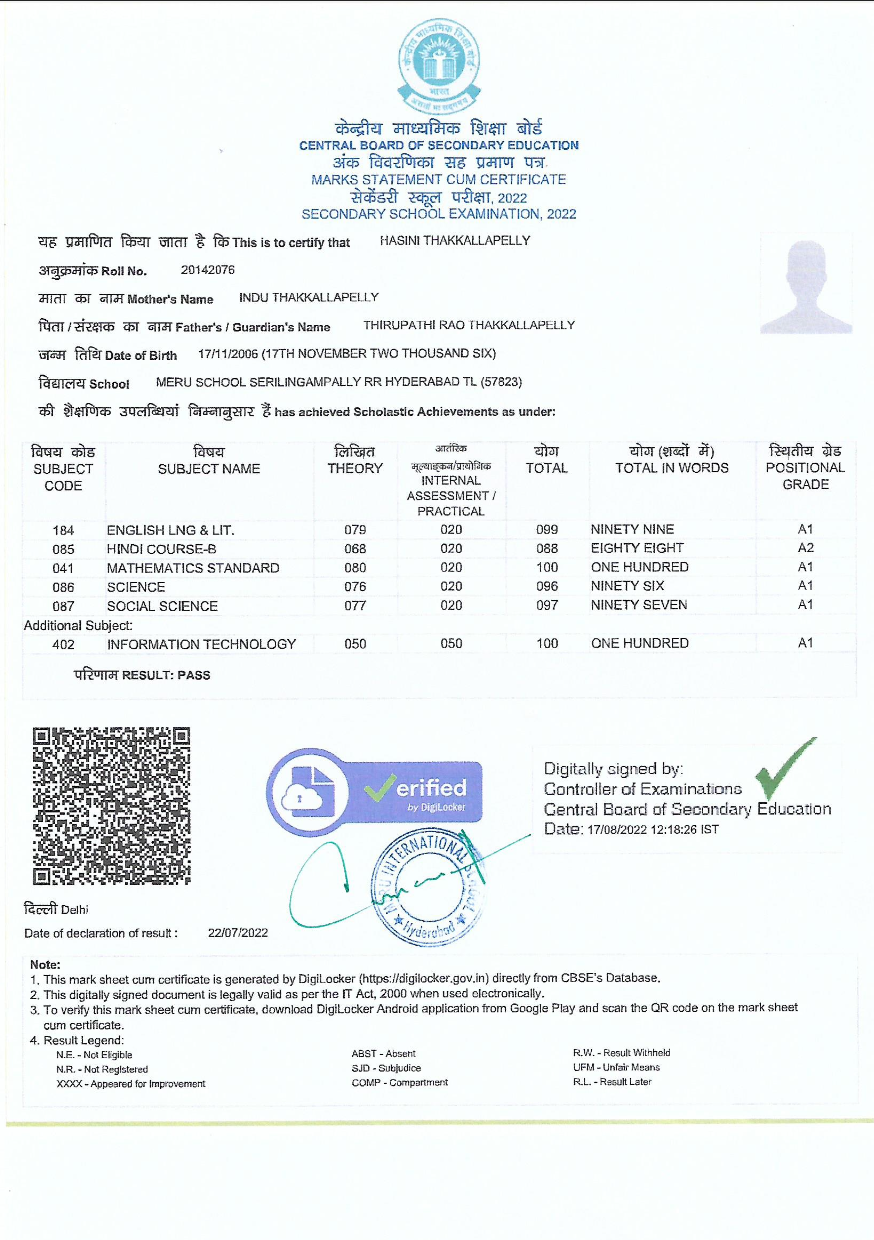 केन्द्रीय माध्यमिक शिक्षा बोर्ड
भारत
असतो मा सद्गमय
केन्द्रीय माध्यमिक शिक्षा बोर्ड
CENTRAL BOARD OF SECONDARY EDUCATION
अंक विवरणिका सह प्रमाण पत्र
MARKS STATEMENT CUM CERTIFICATE
सेकेंडरी स्कूल परीक्षा, 2022
SECONDARY SCHOOL EXAMINATION, 2022
यह प्रमाणित किया जाता है कि This is to certify that HASINI THAKKALLAPELLY
अनुक्रमांक Roll No. 20142076
माता का नाम Mother's Name INDU THAKKALLAPELLY
पिता / संरक्षक का नाम Father's / Guardian's Name THIRUPATHI RAO THAKKALLAPELLY
जन्म तिथि Date of Birth 17/11/2006 (17TH NOVEMBER TWO THOUSAND SIX)
विद्यालय School MERU SCHOOL SERILINGAMPALLY RR HYDERABAD TL (57823)
की शैक्षणिक उपलब्धियां निम्नानुसार हैं has achieved Scholastic Achievements as under:
विषय कोड विषय लिखित आतंरिक योग योग (शब्दों में) स्थितीय ग्रेड
SUBJECT SUBJECT NAME THEORY मूल्याङ्कन/प्रायोगिक TOTAL TOTAL IN WORDS POSITIONAL
CODE INTERNAL GRADE
ASSESSMENT /
PRACTICAL
184 ENGLISH LNG & LIT. 079 020 099 NINETY NINE A1
085 HINDI COURSE-B 068 020 088 EIGHTY EIGHT A2
041 MATHEMATICS STANDARD 080 020 100 ONE HUNDRED A1
086 SCIENCE 076 020 096 NINETY SIX A1
087 SOCIAL SCIENCE 077 020 097 NINETY SEVEN A1
Additional Subject:
402 INFORMATION TECHNOLOGY 050 050 100 ONE HUNDRED A1
परिणाम RESULT: PASS
erified
by DigiLocker
Digitally signed by:
Controller of Examinations
Central Board of Secondary Education
Date: 17/08/2022 12:18:26 IST
MERU INTERNATIONAL SCHOOL
Hyderabad
दिल्ली Delhi
Date of declaration of result : 22/07/2022
Note:
1. This mark sheet cum certificate is generated by DigiLocker (https://digilocker.gov.in) directly from CBSE's Database.
2. This digitally signed document is legally valid as per the IT Act, 2000 when used electronically.
3. To verify this mark sheet cum certificate, download DigiLocker Android application from Google Play and scan the QR code on the mark sheet
cum certificate.
4. Result Legend:
N.E. - Not Eligible ABST - Absent R.W. - Result Withheld
N.R. - Not Registered SJD - Subjudice UFM - Unfair Means
XXXX - Appeared for Improvement COMP - Compartment R.L. - Result Later